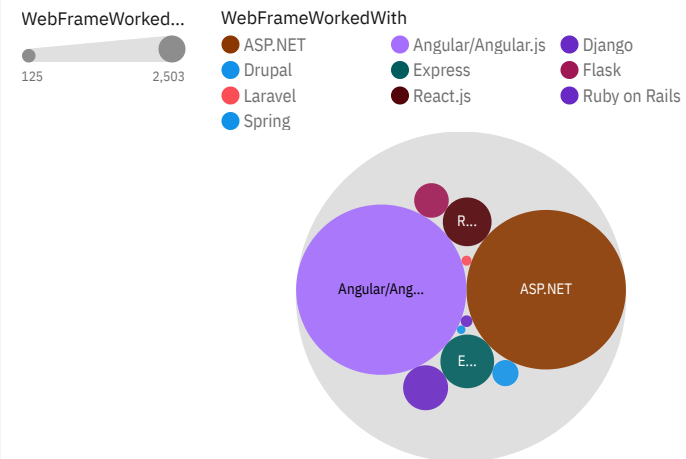 WebFrameWorked...
125 2,503
WebFrameWorkedWith
ASP.NET Angular/Angular.js Django
Drupal Express Flask
Laravel React.js Ruby on Rails
Spring
R...
Angular/Ang... ASP.NET
E...